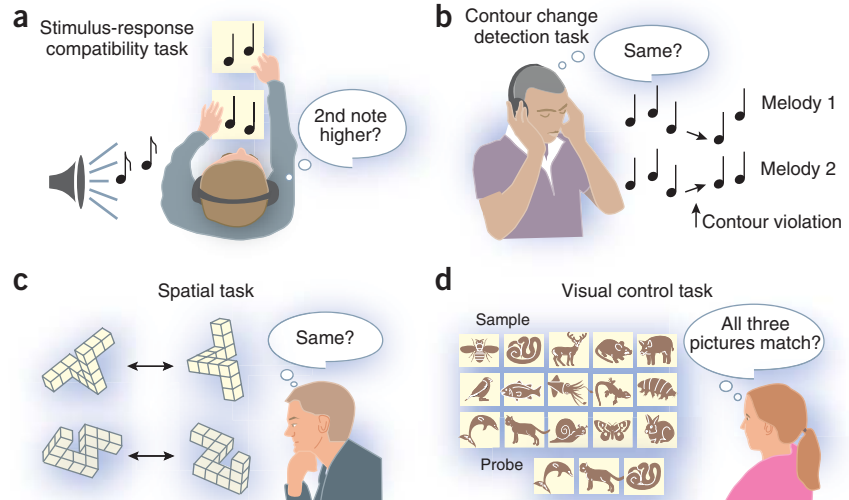 a
Stimulus-response
compatibility task
2nd note
higher?
b
Contour change
detection task
Same?
Melody 1
Melody 2
Contour violation
c
Spatial task
Same?
d
Visual control task
Sample
All three
pictures match?
Probe